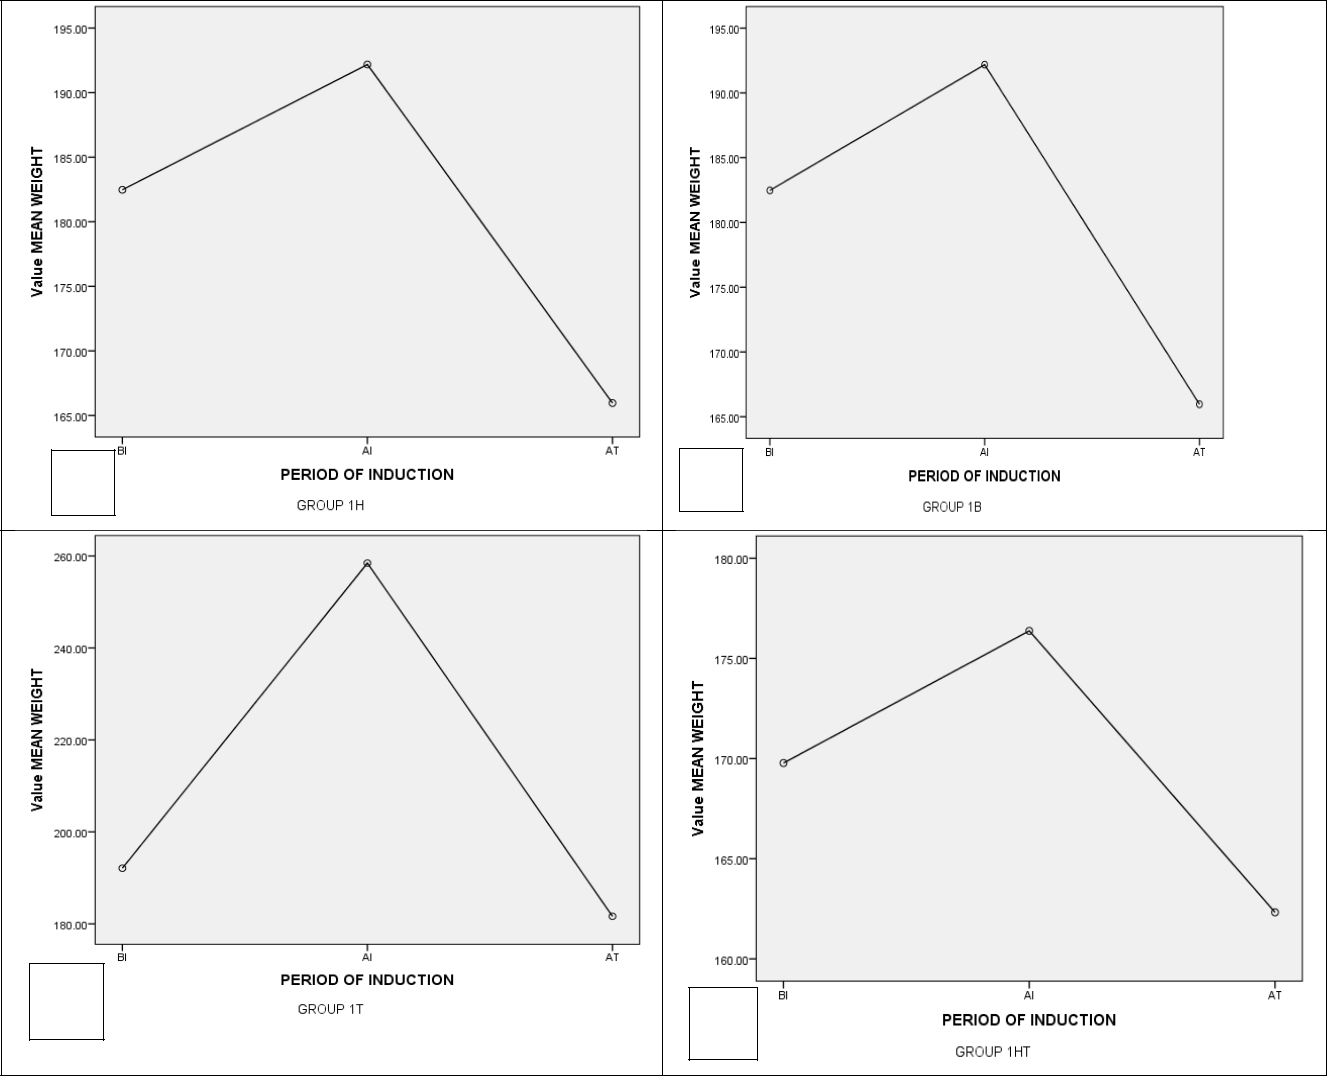 195.00
190.00
185.00
180.00
175.00
170.00
165.00
Value MEAN WEIGHT
BI AI AT
PERIOD OF INDUCTION
GROUP 1H
195.00
190.00
185.00
180.00
175.00
170.00
165.00
Value MEAN WEIGHT
BI AI AT
PERIOD OF INDUCTION
GROUP 1B
260.00
240.00
220.00
200.00
180.00
Value MEAN WEIGHT
BI AI AT
PERIOD OF INDUCTION
GROUP 1T
180.00
175.00
170.00
165.00
160.00
Value MEAN WEIGHT
BI AI AT
PERIOD OF INDUCTION
GROUP 1HT